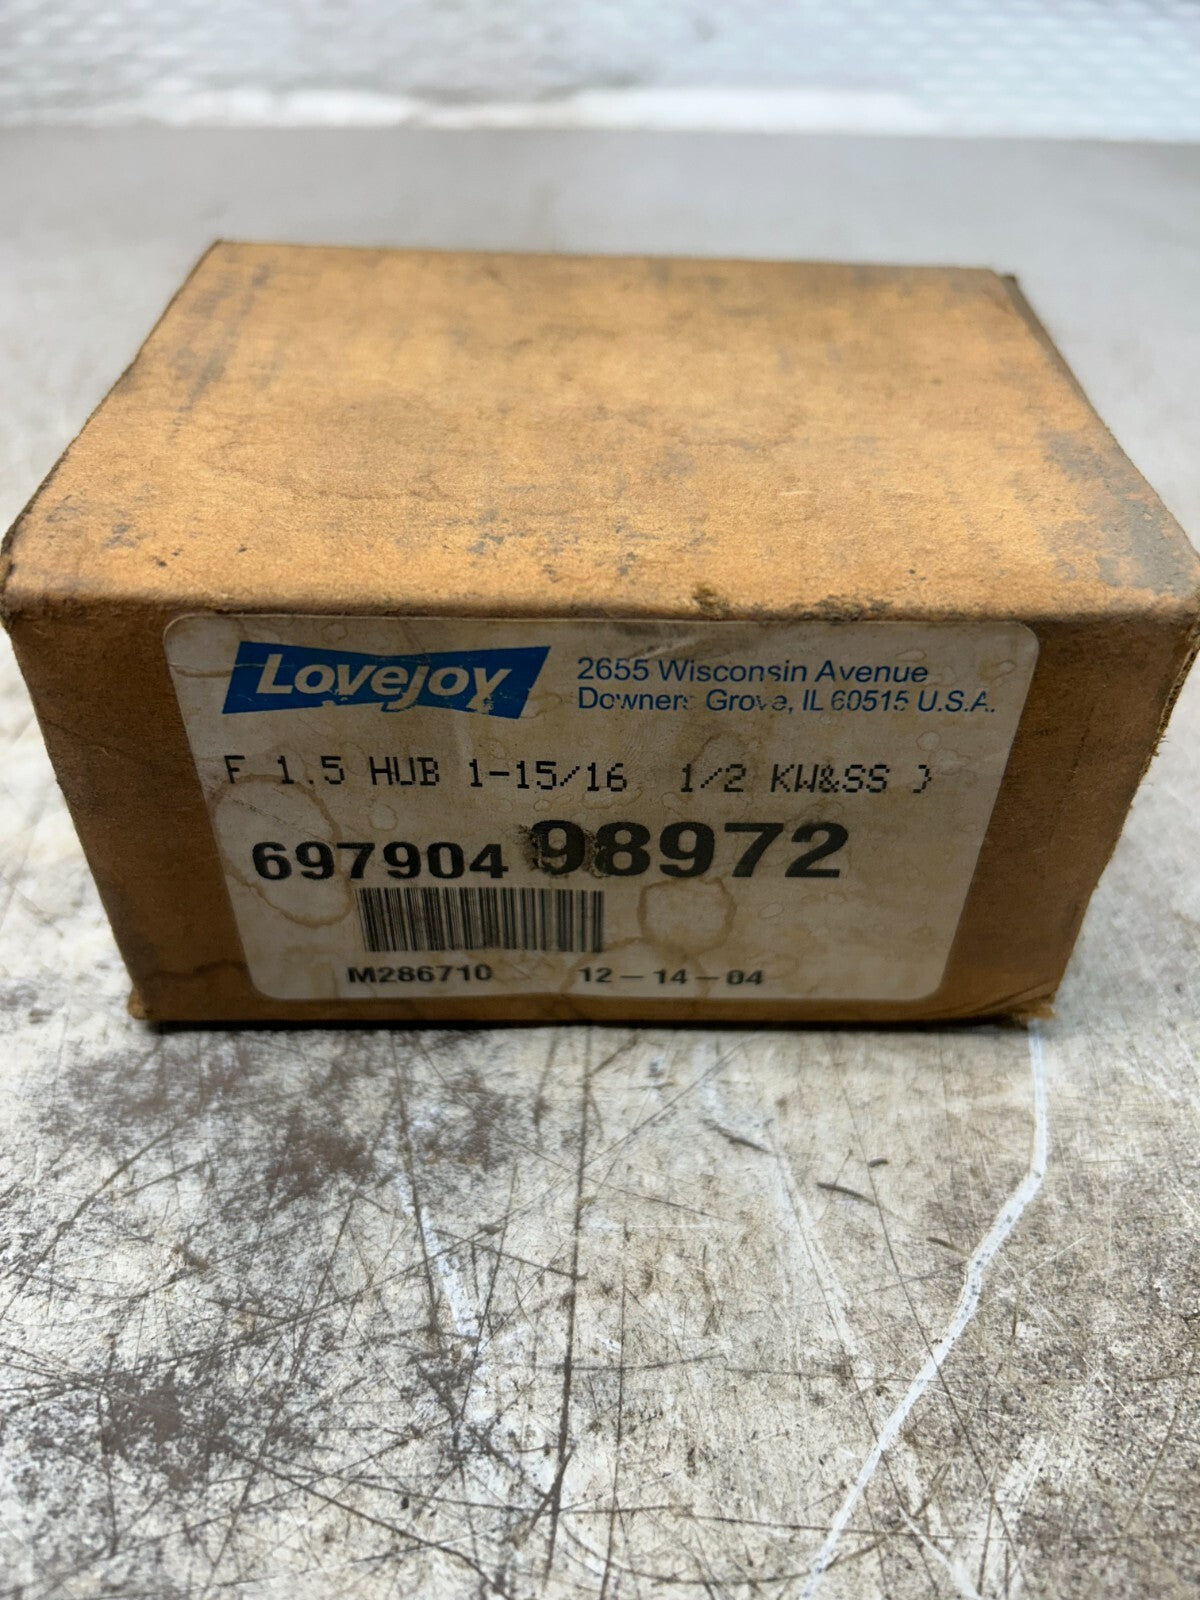 Lovejoy
2655 Wisconsin Avenue
Downers Grove, IL 60515 U.S.A.
F 1.5 HUB 1-15/16 1/2 KW&SS )
697904 98972
M286710 12-14-04